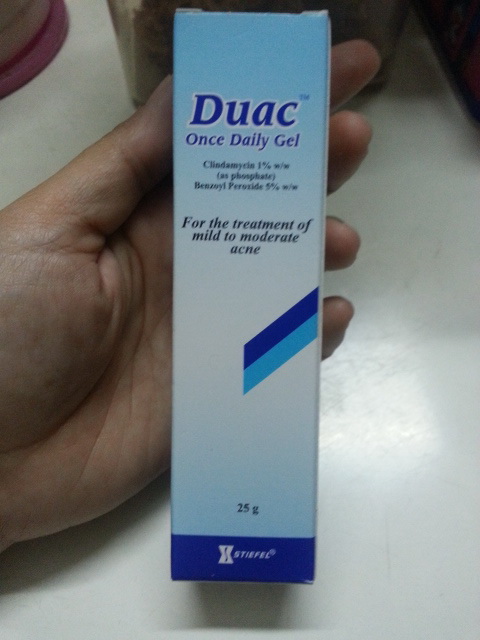 Duac™
Once Daily Gel
Clindamycin 1% w/w
(as phosphate)
Benzoyl Peroxide 5% w/w
For the treatment of
mild to moderate
acne
25 g
STIEFEL®